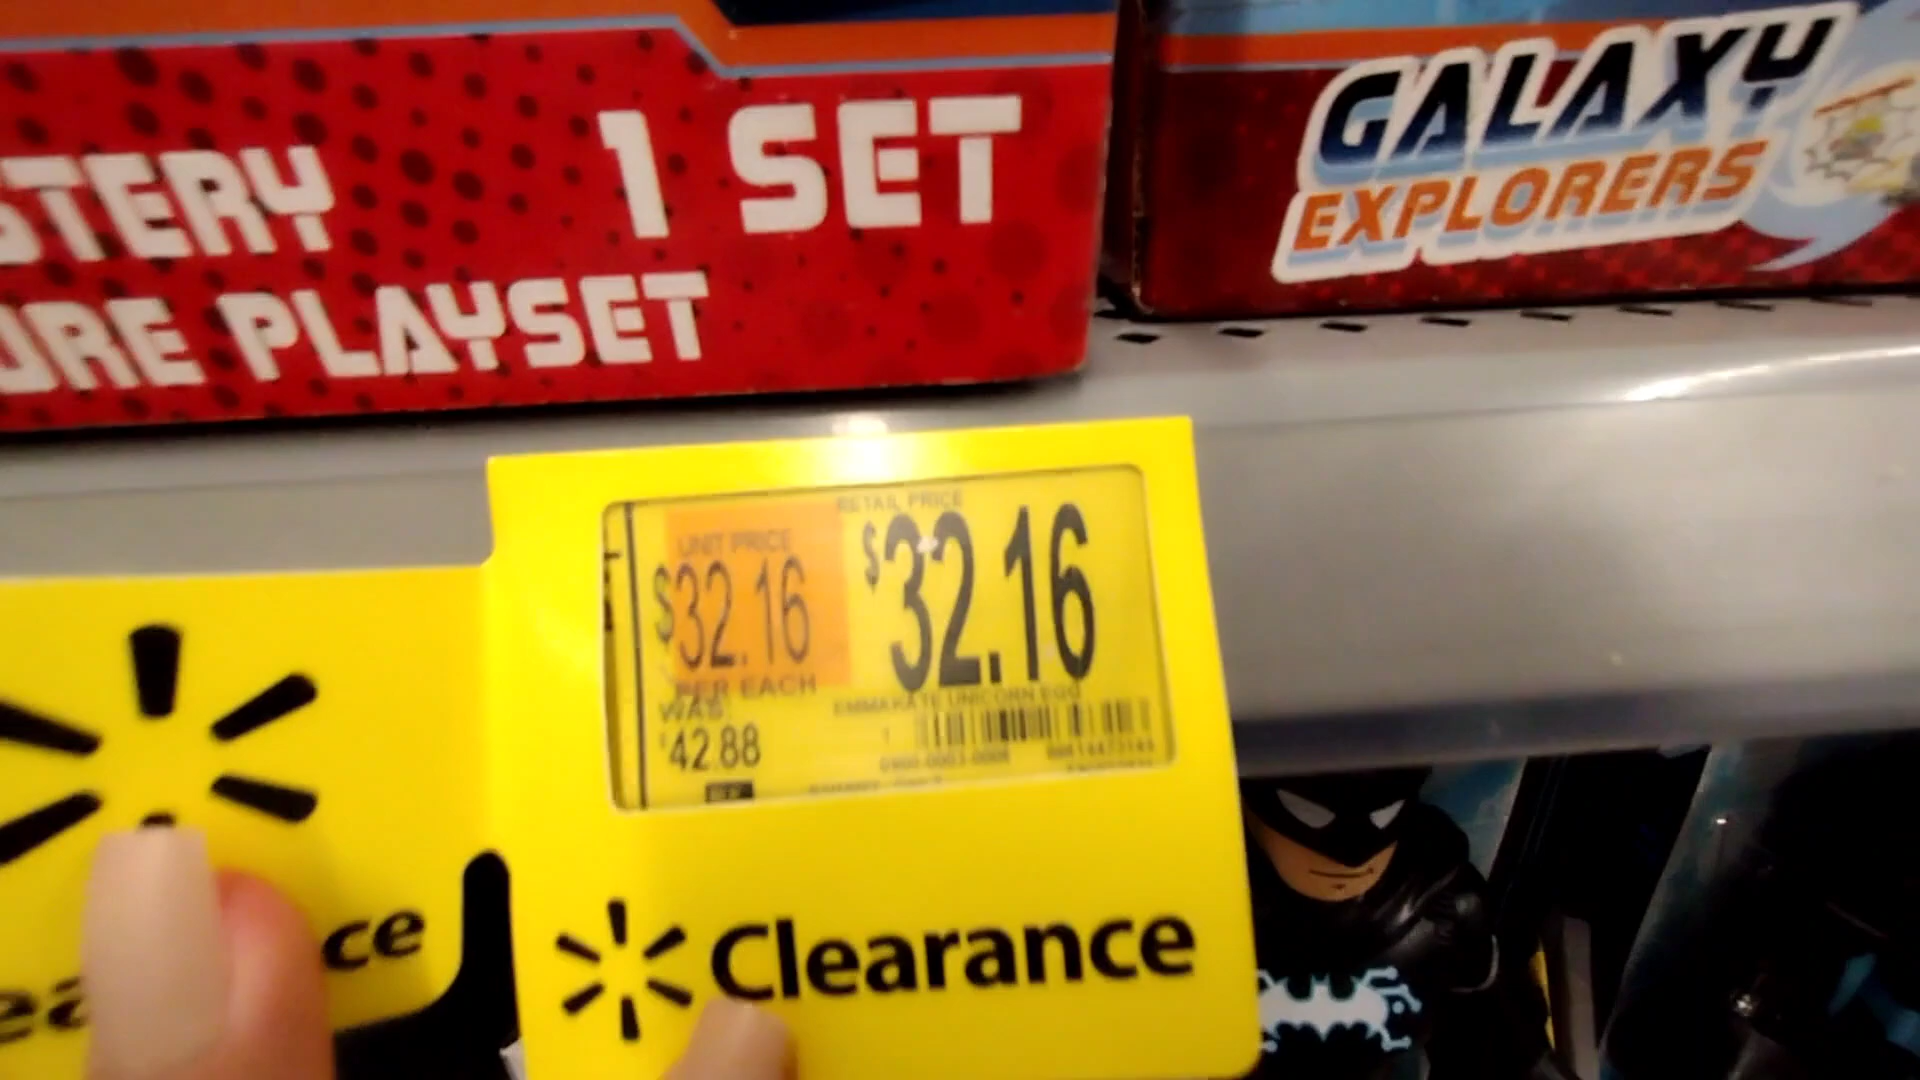 STERY 1 SET
URE PLAYSET
GALAXY
EXPLORERS
RETAIL PRICE
UNIT PRICE
$32.16
$32.16
PER EACH
WAS:
$42.88
EMMAKATE UNICORN EGG
Clearance
ea ce